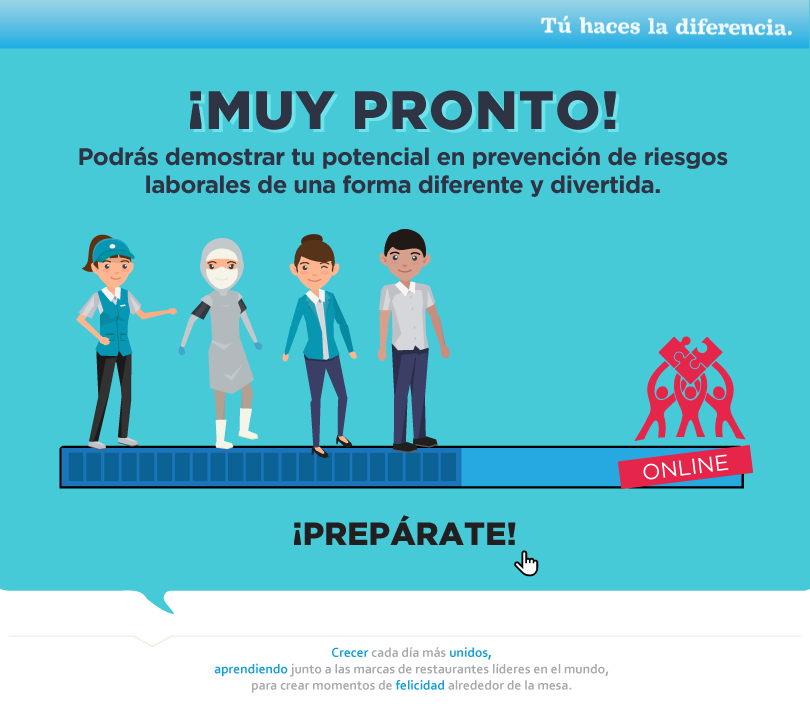 Tú haces la diferencia.
¡MUY PRONTO!
Podrás demostrar tu potencial en prevención de riesgos
laborales de una forma diferente y divertida.
ONLINE
¡PREPÁRATE!
Crecer cada día más unidos,
aprendiendo junto a las marcas de restaurantes líderes en el mundo,
para crear momentos de felicidad alrededor de la mesa.